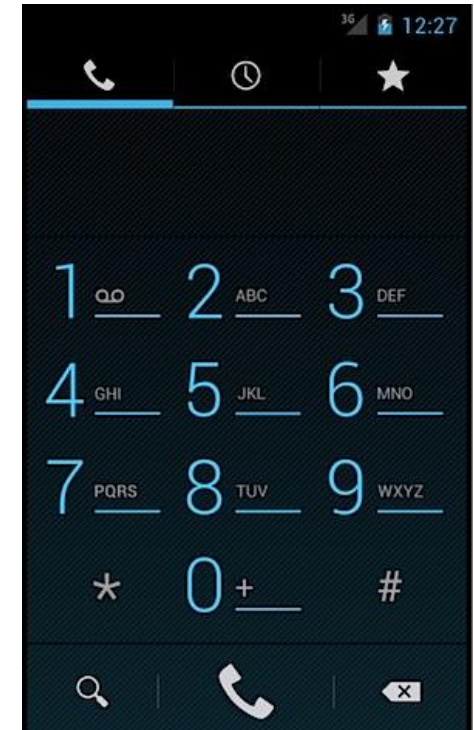 3G 12:27
1 2 ABC 3 DEF
4 GHI 5 JKL 6 MNO
7 PQRS 8 TUV 9 WXYZ
* 0 + #